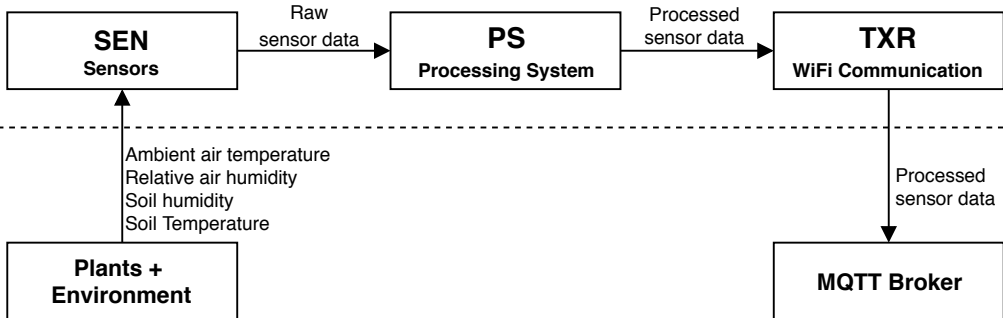 SEN
Sensors
Raw
sensor data
PS
Processing System
Processed
sensor data
TXR
WiFi Communication
Ambient air temperature
Relative air humidity
Soil humidity
Soil Temperature
Processed
sensor data
Plants +
Environment
MQTT Broker